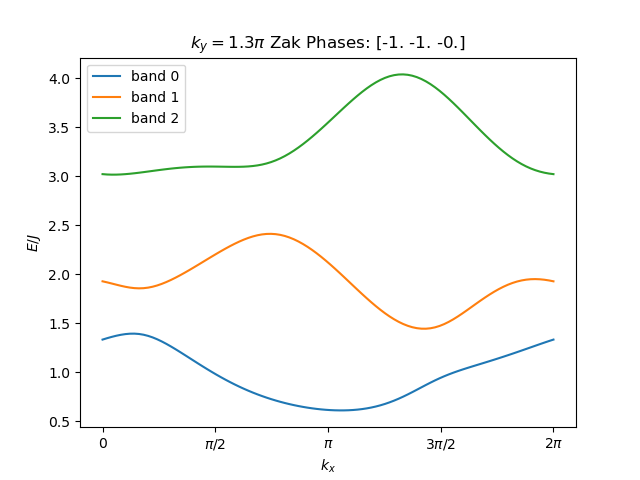 k_y = 1.3π Zak Phases: [-1. -1. -0.]
band 0
band 1
band 2
4.0
3.5
3.0
2.5
2.0
1.5
1.0
0.5
E/J
0 π/2 π 3π/2 2π
k_x